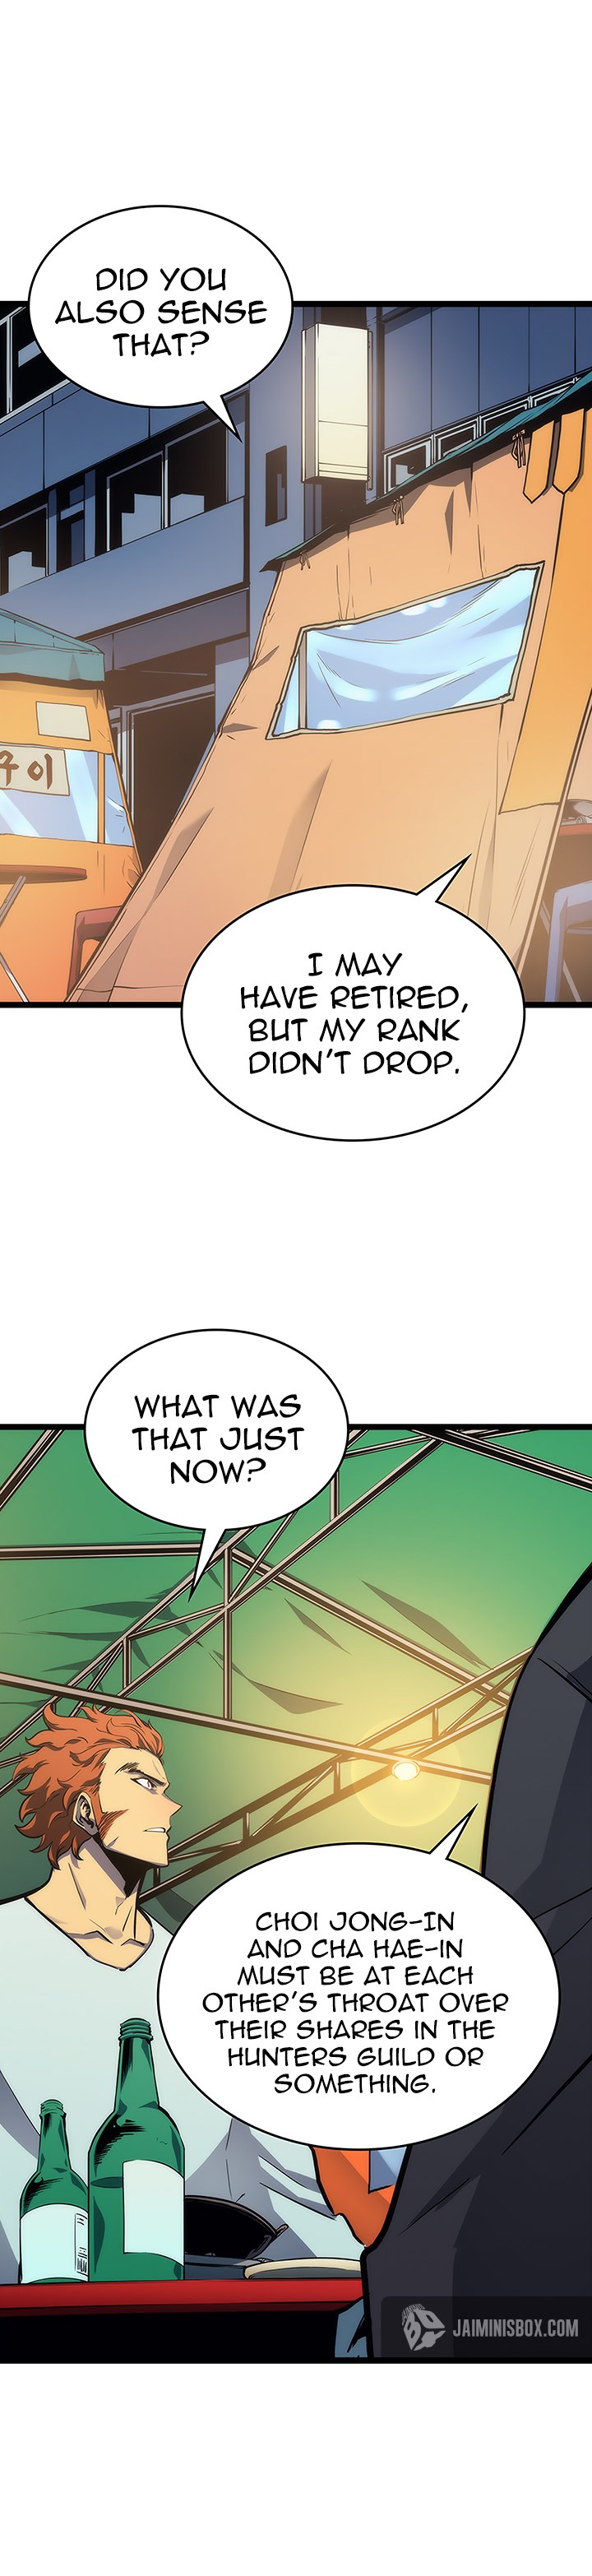 DID YOU
ALSO SENSE
THAT?
구이
I MAY
HAVE RETIRED,
BUT MY RANK
DIDN'T DROP.
WHAT WAS
THAT JUST
NOW?
CHOI JONG-IN
AND CHA HAE-IN
MUST BE AT EACH
OTHER'S THROAT OVER
THEIR SHARES IN THE
HUNTERS GUILD OR
SOMETHING.
JAIMINISBOX.COM